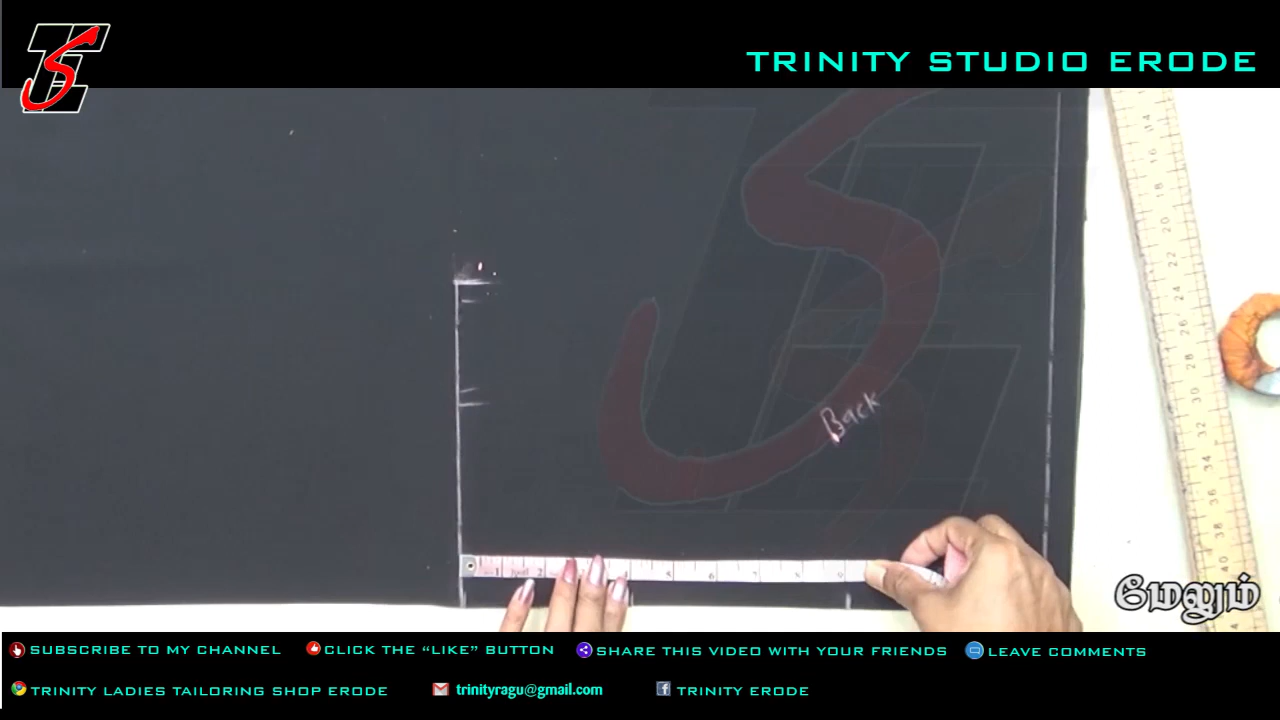 TRINITY STUDIO ERODE
Back
மேலும்
SUBSCRIBE TO MY CHANNEL
CLICK THE “LIKE” BUTTON
SHARE THIS VIDEO WITH YOUR FRIENDS
LEAVE COMMENTS
TRINITY LADIES TAILORING SHOP ERODE
trinityragu@gmail.com
TRINITY ERODE